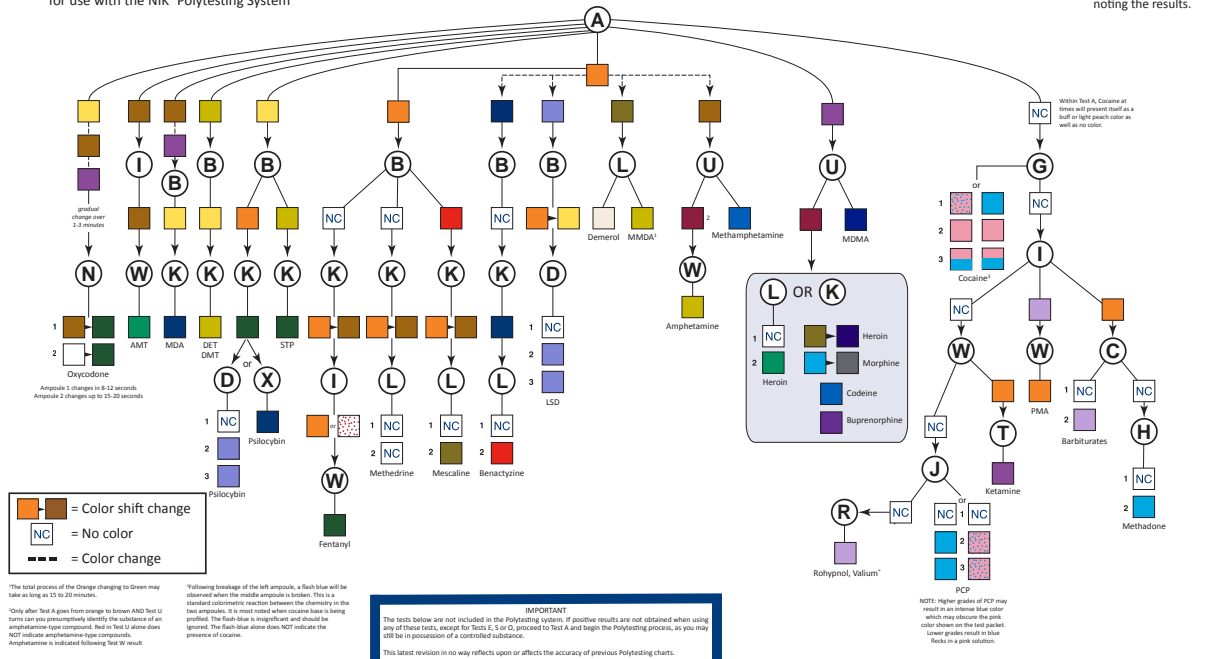 for use with the NIK® Polytesting System
noting the results.
A
NC
Within Test A, Cocaine at
times will present itself as a
buff or light peach color as
well as no color.
I
B
B
B
B
B
B
L
U
U
G
or
gradual
change over
1-3 minutes
NC
NC
NC
1
2
3
Cocaine³
NC
Demerol
MMDA¹
2
Methamphetamine
MDMA
N
W
K
K
K
K
K
K
K
K
D
W
I
L OR K
1 2
Oxycodone
Ampoule 1 changes in 8-12 seconds
Ampoule 2 changes up to 15-20 seconds
AMT
MDA
DET
DMT
STP
or
D
X
1 NC
2
3
Psilocybin
Psilocybin
I
or
W
Fentanyl
L
1 NC
2 NC
Methedrine
L
1 NC
2
Mescaline
L
1 NC
2
Benactyzine
1 NC
2
3
LSD
Amphetamine
1 NC
2
Heroin
Heroin
Morphine
Codeine
Buprenorphine
NC
W
W
C
PMA
1 NC
2
Barbiturates
NC
H
1 NC
2
Methadone
NC
T
Ketamine
J
or
R
NC
Rohypnol, Valium
NC 1 NC
2
3
PCP
NOTE: Higher grades of PCP may
result in an intense blue color
which may obscure the pink
color shown on the test packet.
Lower grades result in blue
flecks in a pink solution.
= Color shift change
NC = No color
= Color change
¹The total process of the Orange changing to Green may
take as long as 15 to 20 minutes.
²Only after Test A goes from orange to brown AND Test U
turns can you presumptively identify the substance of an
amphetamine-type compound. Red in Test U alone does
NOT indicate amphetamine-type compounds.
Amphetamine is indicated following Test W result
³Following breakage of the left ampoule, a flash blue will be
observed when the middle ampoule is broken. This is a
standard colorimetric reaction between the chemistry in the
two ampoules. It is most noted when cocaine base is being
profiled. The flash-blue is insignificant and should be
ignored. The flash-blue alone does NOT indicate the
presence of cocaine.
IMPORTANT
The tests below are not included in the Polytesting system. If positive results are not obtained when using
any of these tests, except for Tests E, S or O, proceed to Test A and begin the Polytesting process, as you may
still be in possession of a controlled substance.
This latest revision in no way reflects upon or affects the accuracy of previous Polytesting charts.